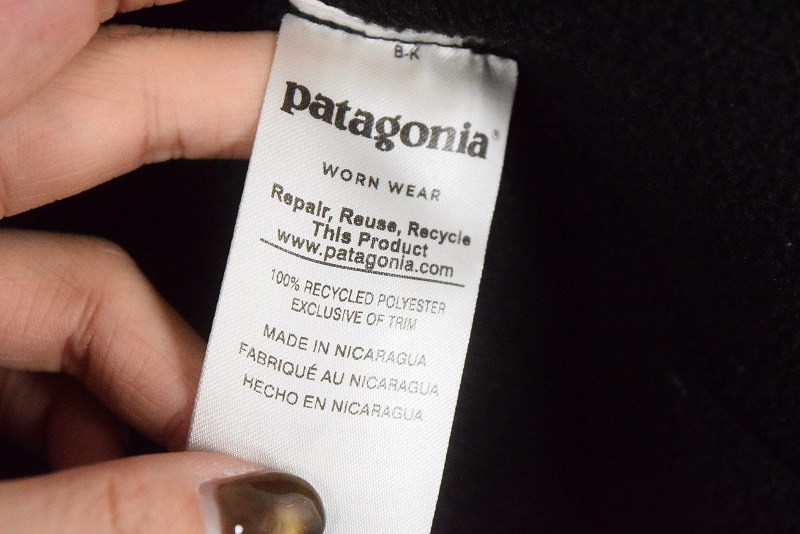 B-K
patagonia®
WORN WEAR
Repair, Reuse, Recycle
This Product
www.patagonia.com
100% RECYCLED POLYESTER
EXCLUSIVE OF TRIM
MADE IN NICARAGUA
FABRIQUÉ AU NICARAGUA
HECHO EN NICARAGUA